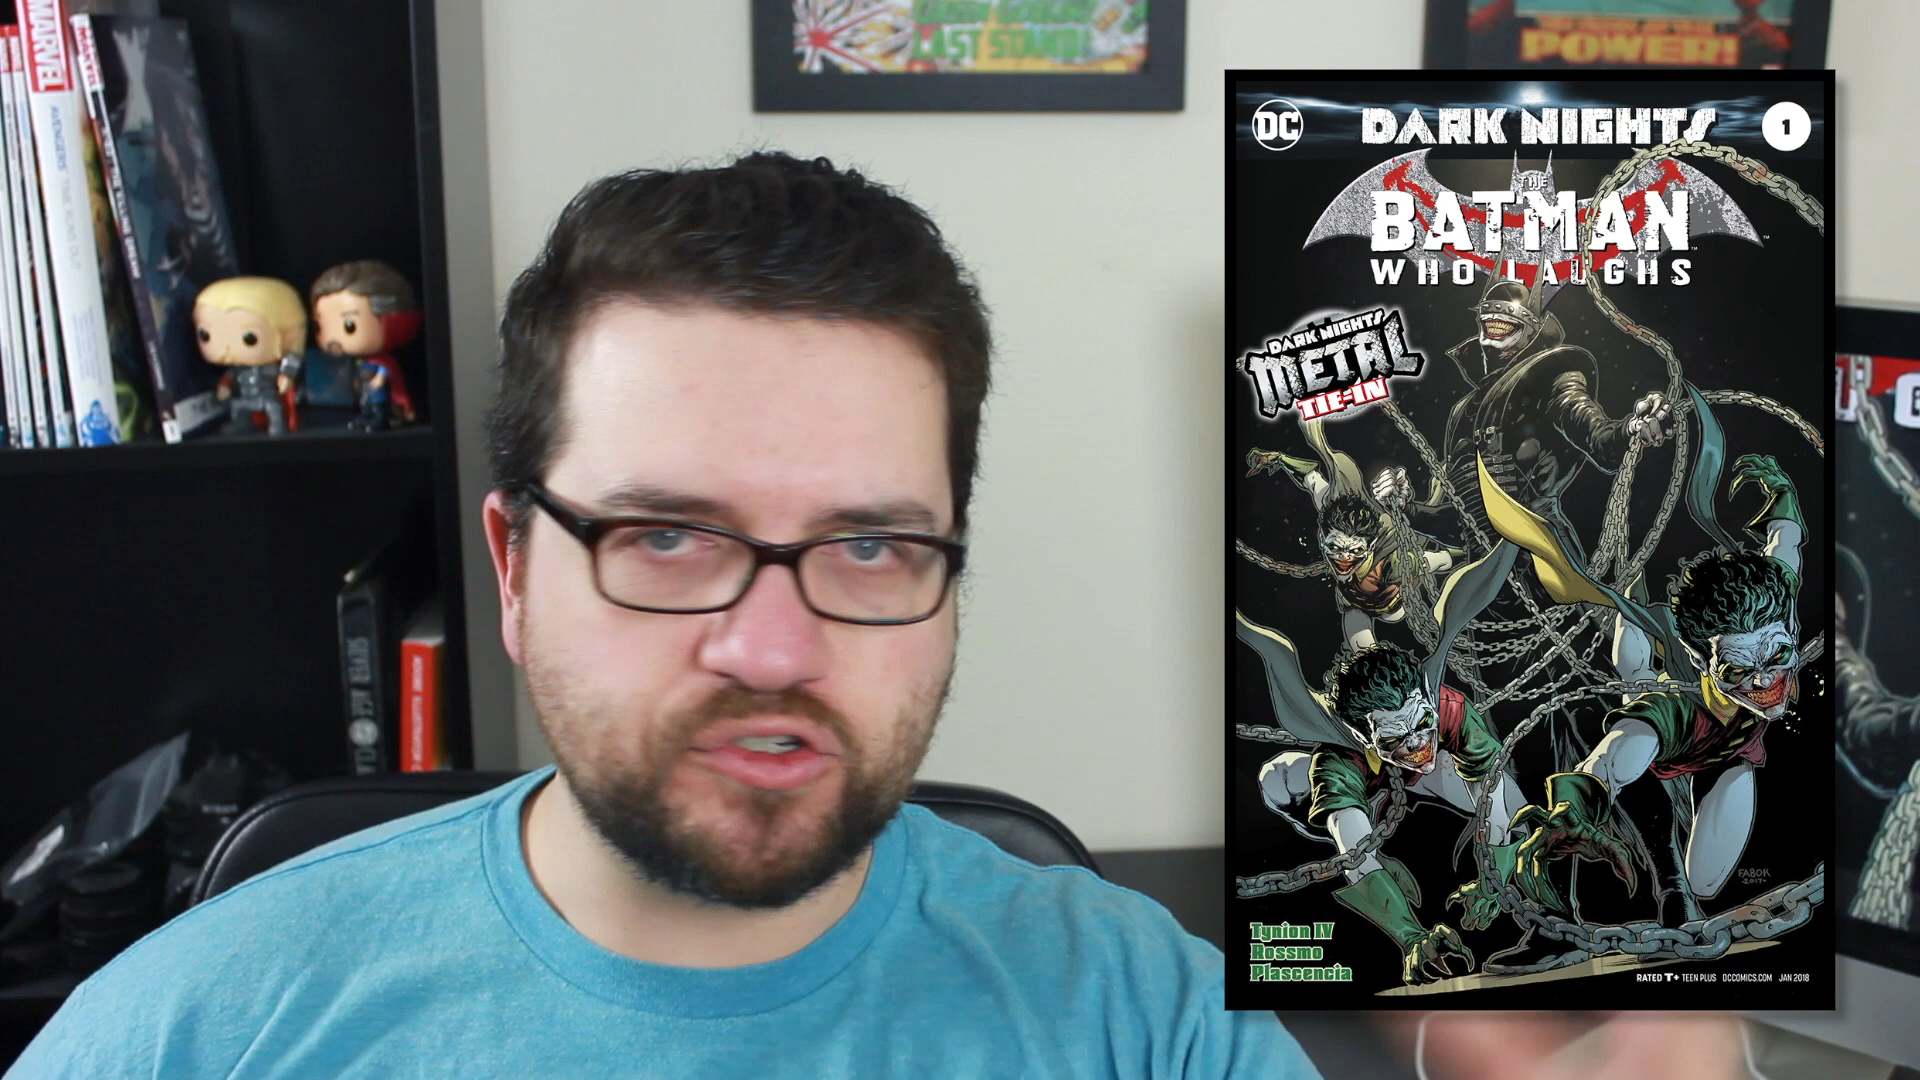 MARVEL
MARVEL
AVENGERS
LAST STAND!
POWER!
DC
DARK NIGHTS
1
THE
BATMAN
WHO LAUGHS
DARK NIGHTS
METAL
TIE-IN
FABOK
2017
Tynion IV
Rossmo
Plascencia
RATED T+ TEEN PLUS DCCOMICS.COM JAN 2018